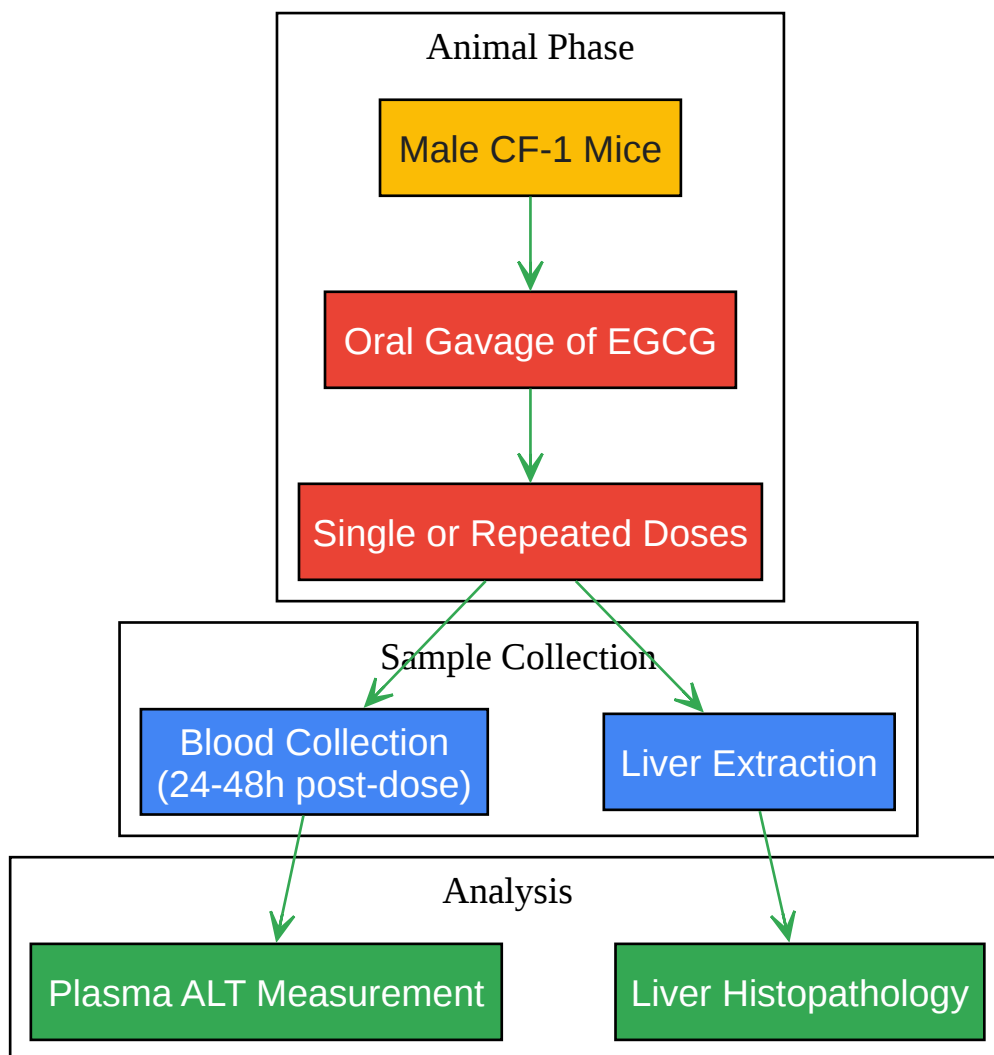 Animal Phase
Male CF-1 Mice
Oral Gavage of EGCG
Single or Repeated Doses
Sample Collection
Blood Collection
(24-48h post-dose)
Liver Extraction
Analysis
Plasma ALT Measurement
Liver Histopathology